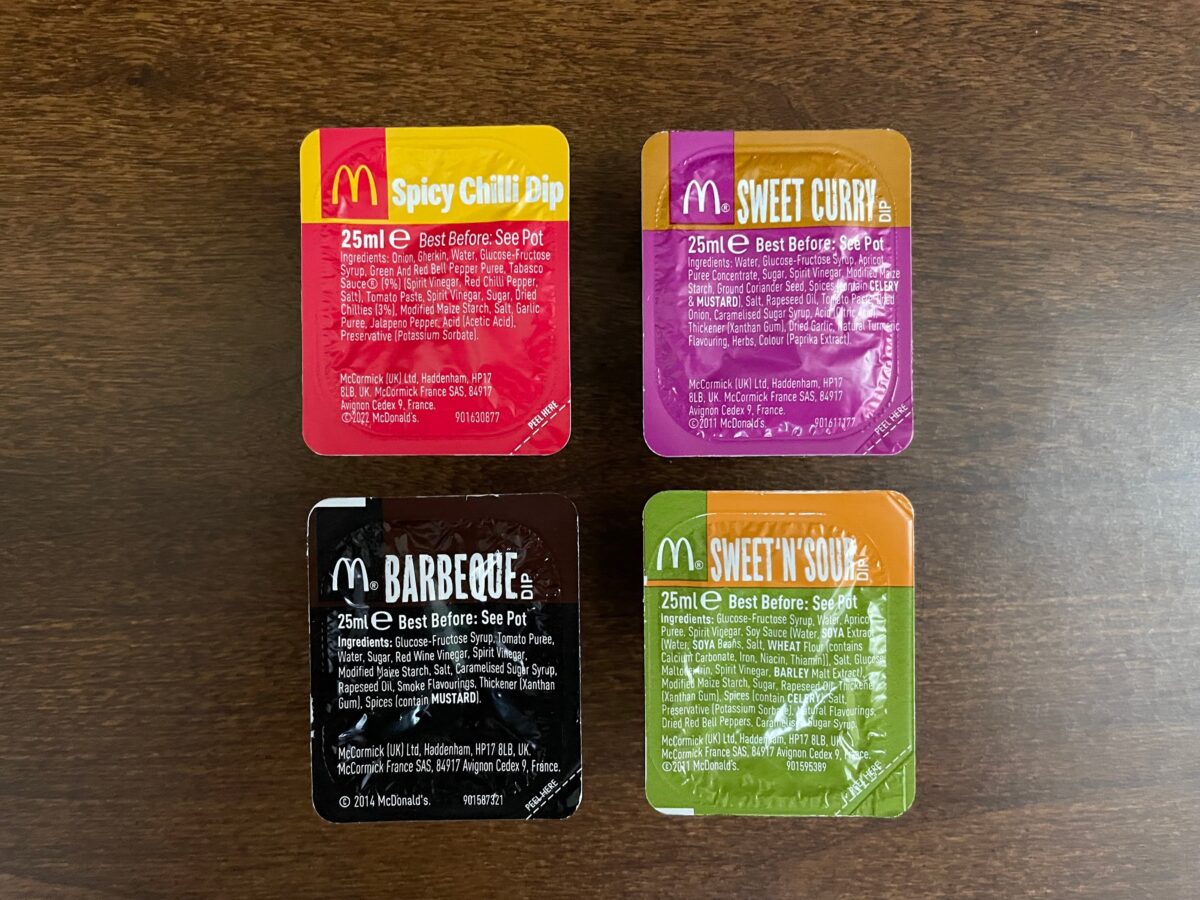 M Spicy Chilli Dip
25ml e Best Before: See Pot
Ingredients: Onion, Gherkin, Water, Glucose-Fructose
Syrup, Green And Red Bell Pepper Puree, Tabasco
Sauce® (9%) (Spirit Vinegar, Red Chilli Pepper,
Salt), Tomato Paste, Spirit Vinegar, Sugar, Dried
Chillies (3%), Modified Maize Starch, Salt, Garlic
Puree, Jalapeno Pepper, Acid (Acetic Acid),
Preservative (Potassium Sorbate).
McCormick (UK) Ltd, Haddenham, HP17
8LB, UK. McCormick France SAS, 84917
Avignon Cedex 9, France.
©2022 McDonald's. 901630877
PEEL HERE
M® SWEET CURRY DIP
25ml e Best Before: See Pot
Ingredients: Water, Glucose-Fructose Syrup, Apricot
Puree Concentrate, Sugar, Spirit Vinegar, Modified Maize
Starch, Ground Coriander Seed, Spices (contain CELERY
& MUSTARD), Salt, Rapeseed Oil, Tomato Paste, Dried
Onion, Caramelised Sugar Syrup, Acid (Citric Acid),
Thickener (Xanthan Gum), Dried Garlic, Natural Turmeric
Flavouring, Herbs, Colour (Paprika Extract).
McCormick (UK) Ltd, Haddenham, HP17
8LB, UK. McCormick France SAS, 84917
Avignon Cedex 9, France.
©2011 McDonald's. 901611177
PEEL HERE
M® BARBEQUE DIP
25ml e Best Before: See Pot
Ingredients: Glucose-Fructose Syrup, Tomato Puree,
Water, Sugar, Red Wine Vinegar, Spirit Vinegar,
Modified Maize Starch, Salt, Caramelised Sugar Syrup,
Rapeseed Oil, Smoke Flavourings, Thickener (Xanthan
Gum), Spices (contain MUSTARD).
McCormick (UK) Ltd, Haddenham, HP17 8LB, UK.
McCormick France SAS, 84917 Avignon Cedex 9, France.
© 2014 McDonald's. 901587321
PEEL HERE
M® SWEET'N'SOUR DIP
25ml e Best Before: See Pot
Ingredients: Glucose-Fructose Syrup, Water, Apricot
Puree, Spirit Vinegar, Soy Sauce (Water, SOYA Extract
(Water, SOYA Beans, Salt, WHEAT Flour (contains
Calcium Carbonate, Iron, Niacin, Thiamin)), Salt, Glucose
Maltodextrin, Spirit Vinegar, BARLEY Malt Extract),
Modified Maize Starch, Sugar, Rapeseed Oil, Thickener
(Xanthan Gum), Spices (contain CELERY), Salt,
Preservative (Potassium Sorbate), Natural Flavourings,
Dried Red Bell Peppers, Caramelised Sugar Syrup.
McCormick (UK) Ltd, Haddenham, HP17 8LB, UK.
McCormick France SAS, 84917 Avignon Cedex 9, France.
©2011 McDonald's. 901595389
PEEL HERE